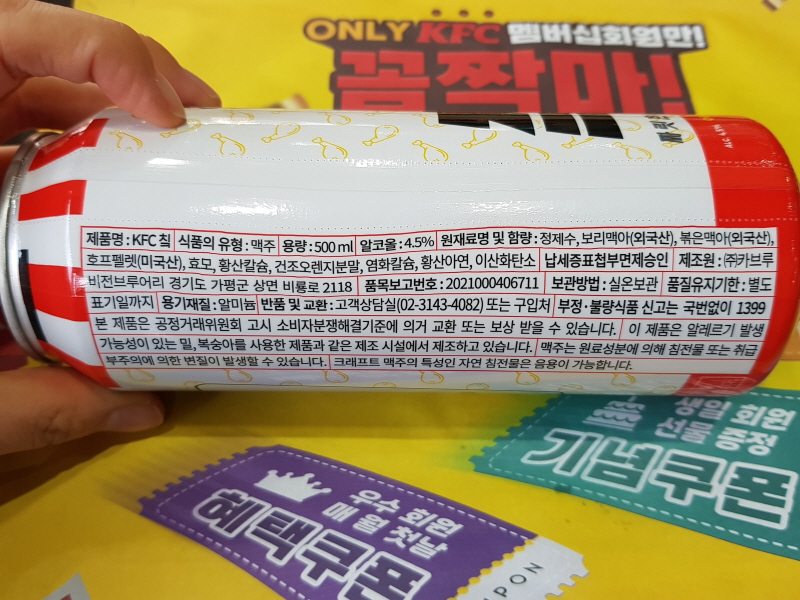 ONLY KFC 멤버십회원만!
꼼짝마!
ALC. 4.5%
제품명 : KFC 칰 식품의 유형 : 맥주 용량 : 500 ml 알코올 : 4.5% 원재료명 및 함량 : 정제수, 보리맥아(외국산), 볶은맥아(외국산),
호프펠렛(미국산), 효모, 황산칼슘, 건조오렌지분말, 염화칼슘, 황산아연, 이산화탄소 납세증표첩부면제승인 제조원 : ㈜카브루
비전브루어리 경기도 가평군 상면 비룡로 2118 품목보고번호 : 2021000406711 보관방법 : 실온보관 품질유지기한 : 별도
표기일까지 용기재질 : 알미늄 반품 및 교환 : 고객상담실(02-3143-4082) 또는 구입처 부정·불량식품 신고는 국번없이 1399
본 제품은 공정거래위원회 고시 소비자분쟁해결기준에 의거 교환 또는 보상 받을 수 있습니다. 이 제품은 알레르기 발생
가능성이 있는 밀, 복숭아를 사용한 제품과 같은 제조 시설에서 제조하고 있습니다. 맥주는 원료성분에 의해 침전물 또는 취급
부주의에 의한 변질이 발생할 수 있습니다. 크래프트 맥주의 특성인 자연 침전물은 음용이 가능합니다.
생일 회원
선물 증정
기념쿠폰
우수 회원
매 월 첫날
혜택쿠폰
UPON